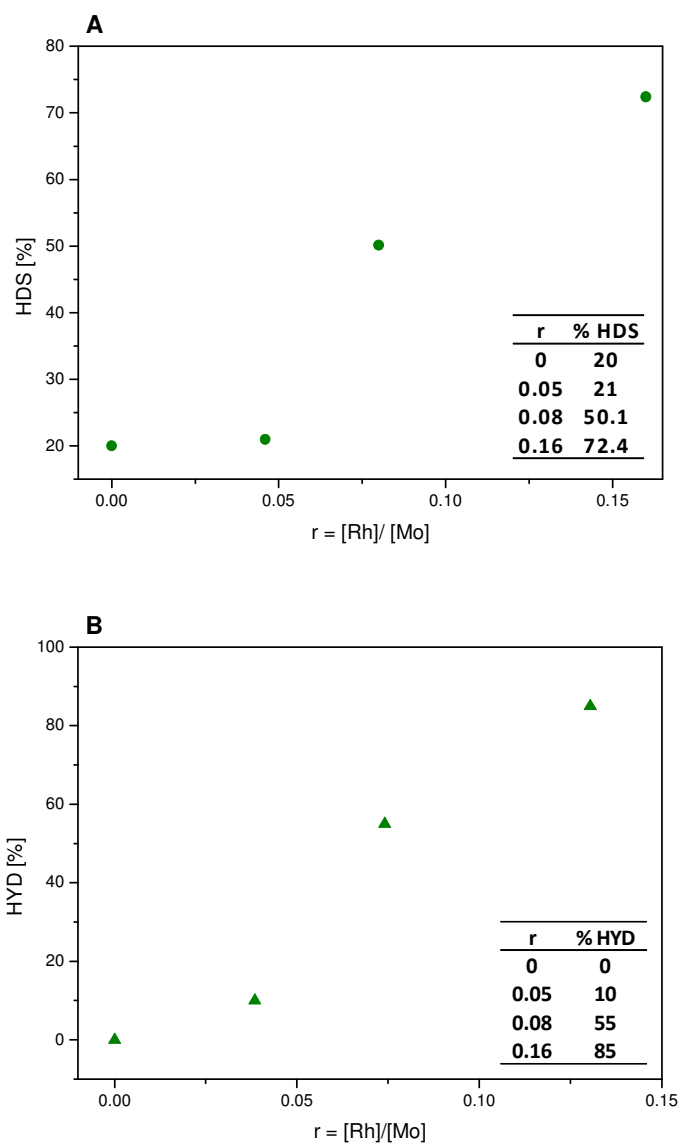 A
80
70
60
50
40
30
20
HDS [%]
r % HDS
0 20
0.05 21
0.08 50.1
0.16 72.4
0.00 0.05 0.10 0.15
r = [Rh]/ [Mo]
B
100
80
60
40
20
0
HYD [%]
r % HYD
0 0
0.05 10
0.08 55
0.16 85
0.00 0.05 0.10 0.15
r = [Rh]/[Mo]